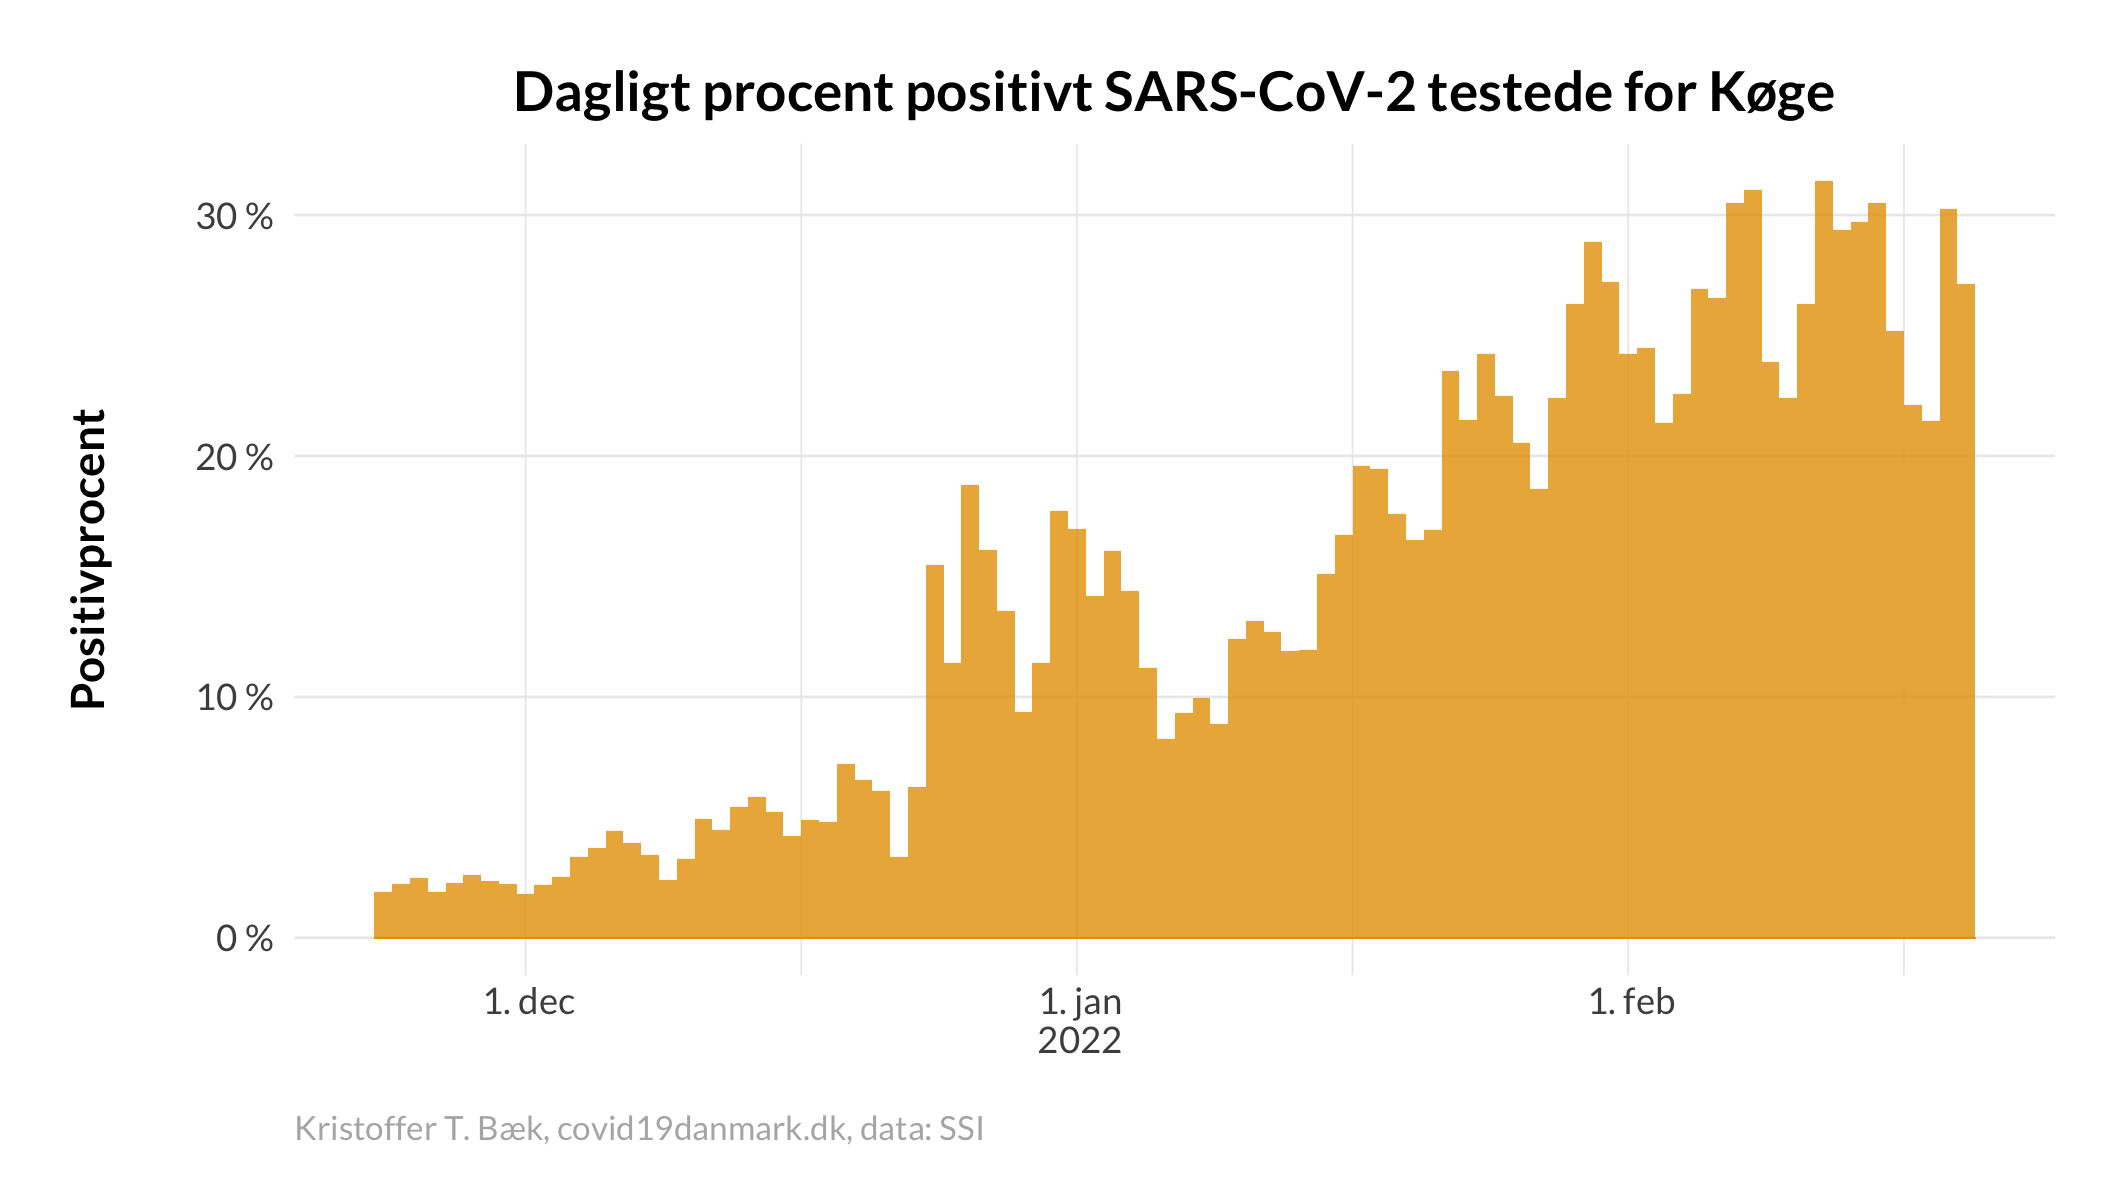 Dagligt procent positivt SARS-CoV-2 testede for Køge
Positivprocent
30 %
20 %
10 %
0 %
1. dec
1. jan
2022
1. feb
Kristoffer T. Bæk, covid19danmark.dk, data: SSI